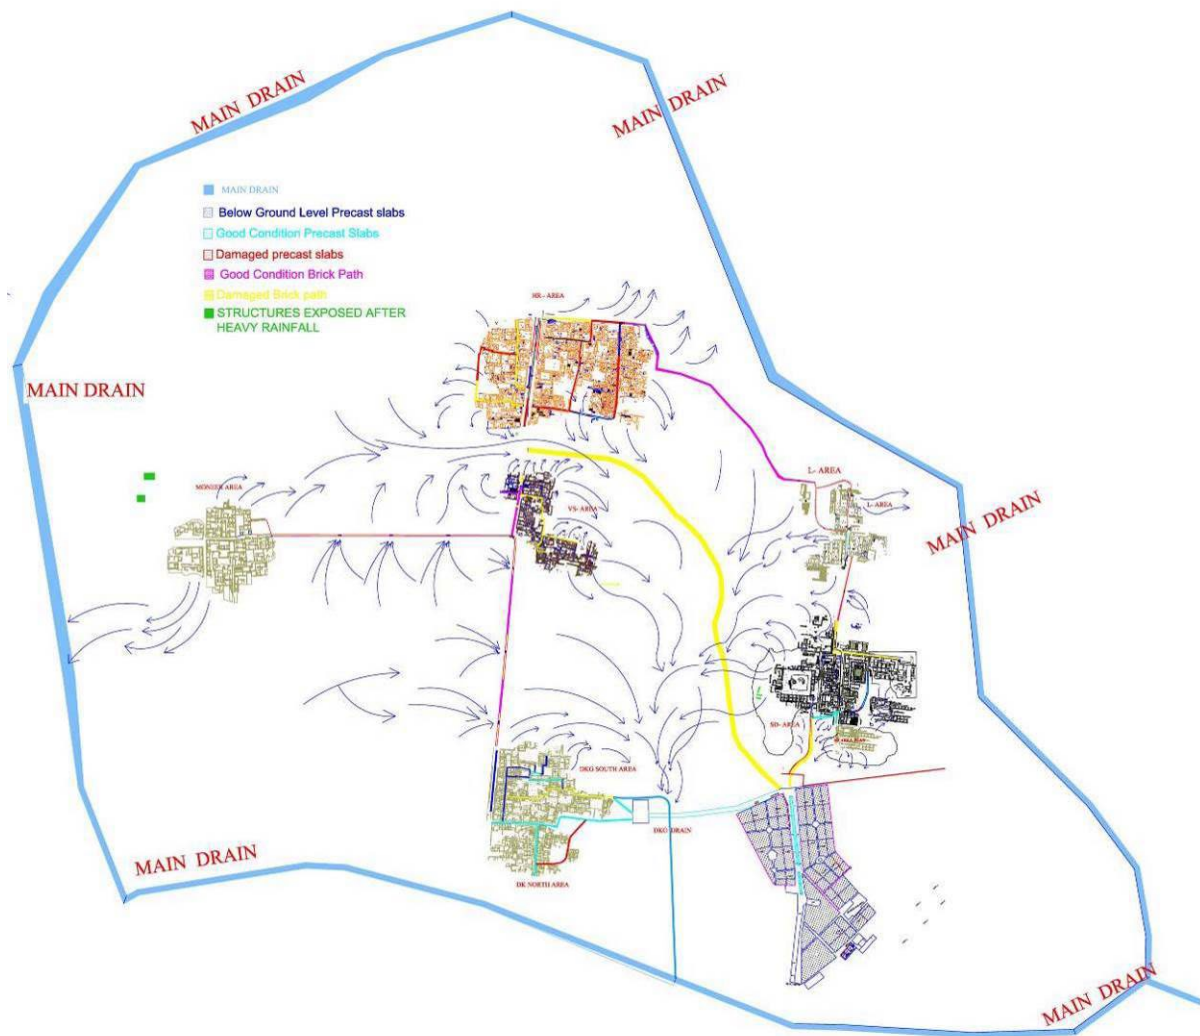 MAIN DRAIN
MAIN DRAIN
MAIN DRAIN
Below Ground Level Precast slabs
Good Condition Precast Slabs
Damaged precast slabs
Good Condition Brick Path
Damaged Brick path
STRUCTURES EXPOSED AFTER
HEAVY RAINFALL
HR - AREA
MAIN DRAIN
L- AREA
MONEER AREA
L- AREA
VS- AREA
MAIN DRAIN
SD- AREA
DKG SOUTH AREA
DKG DRAIN
MAIN DRAIN
DK NORTH AREA
MAIN DRAIN